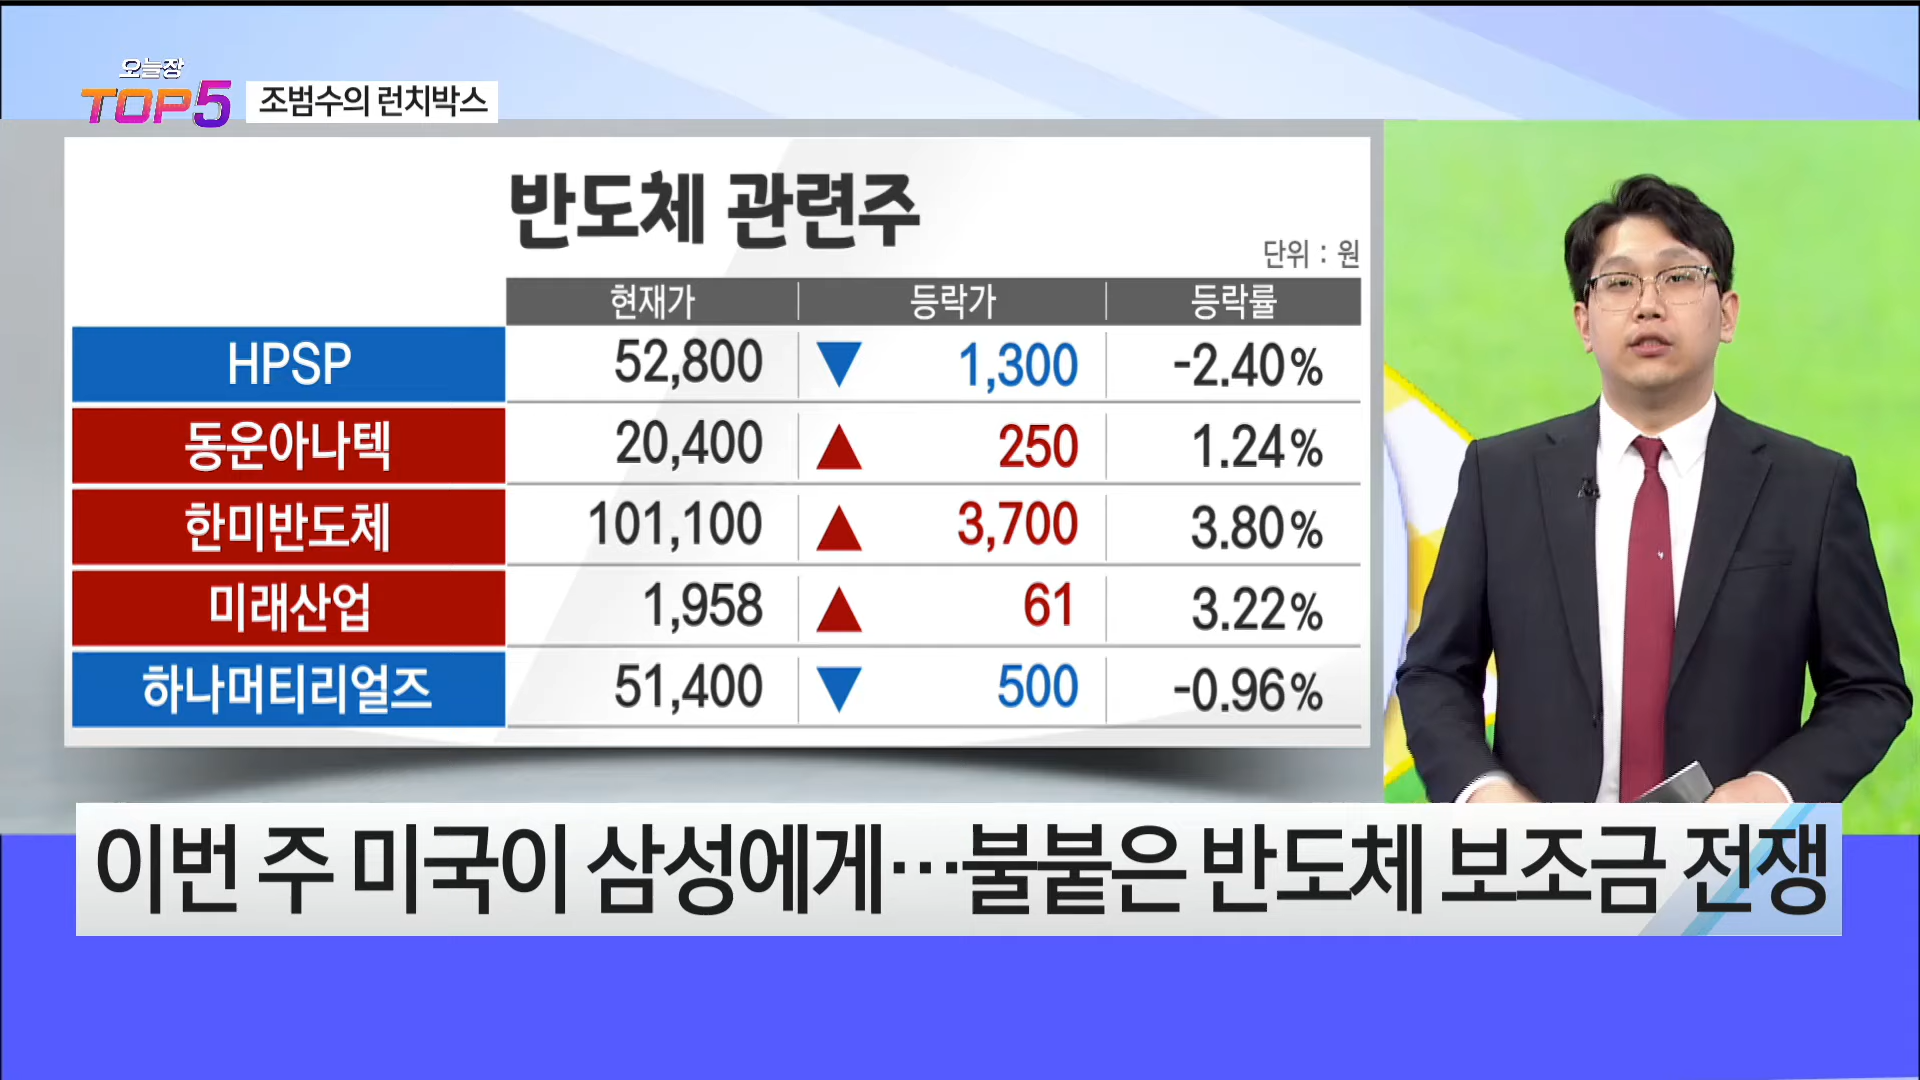 오늘장
TOP5
조범수의 런치박스
반도체 관련주
단위 : 원
현재가 등락가 등락률
HPSP 52,800 ▼ 1,300 -2.40%
동운아나텍 20,400 ▲ 250 1.24%
한미반도체 101,100 ▲ 3,700 3.80%
미래산업 1,958 ▲ 61 3.22%
하나머티리얼즈 51,400 ▼ 500 -0.96%
이번 주 미국이 삼성에게…불붙은 반도체 보조금 전쟁